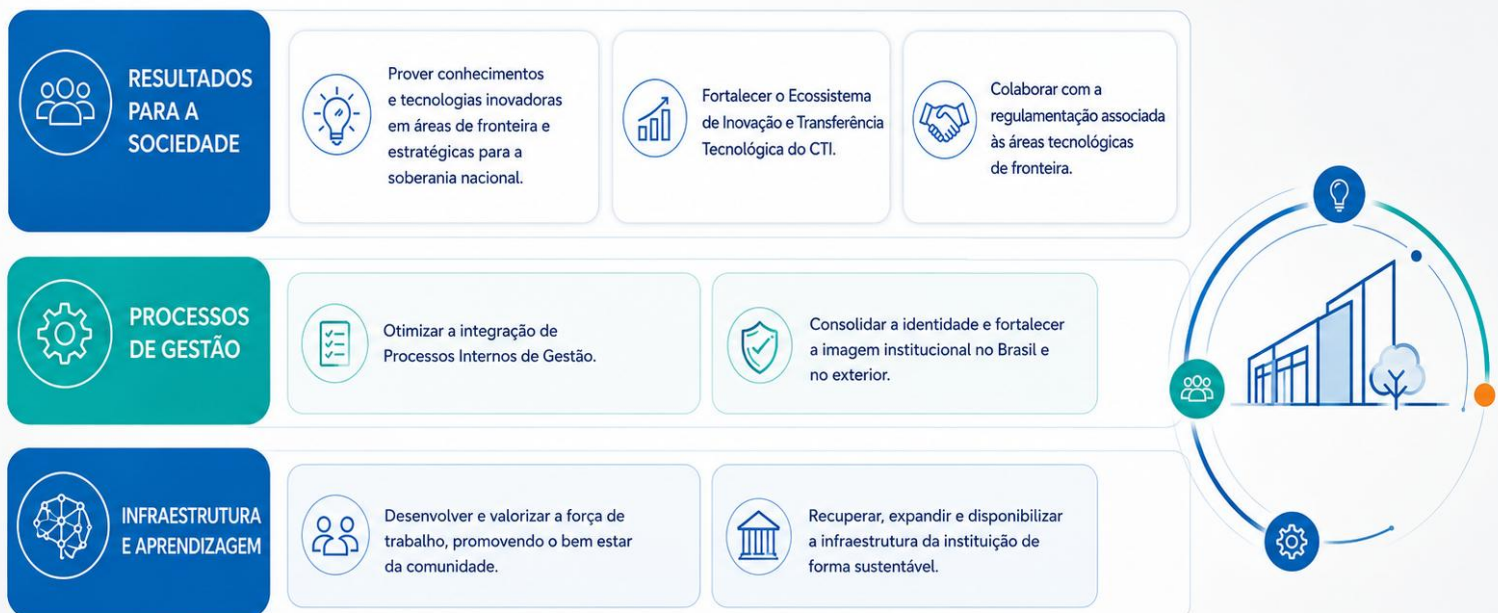 RESULTADOS
PARA A
SOCIEDADE
Prover conhecimentos
e tecnologias inovadoras
em áreas de fronteira e
estratégicas para a
soberania nacional.
Fortalecer o Ecossistema
de Inovação e Transferência
Tecnológica do CTI.
Colaborar com a
regulamentação associada
às áreas tecnológicas
de fronteira.
PROCESSOS
DE GESTÃO
Otimizar a integração de
Processos Internos de Gestão.
Consolidar a identidade e fortalecer
a imagem institucional no Brasil e
no exterior.
INFRAESTRUTURA
E APRENDIZAGEM
Desenvolver e valorizar a força de
trabalho, promovendo o bem estar
da comunidade.
Recuperar, expandir e disponibilizar
a infraestrutura da instituição de
forma sustentável.